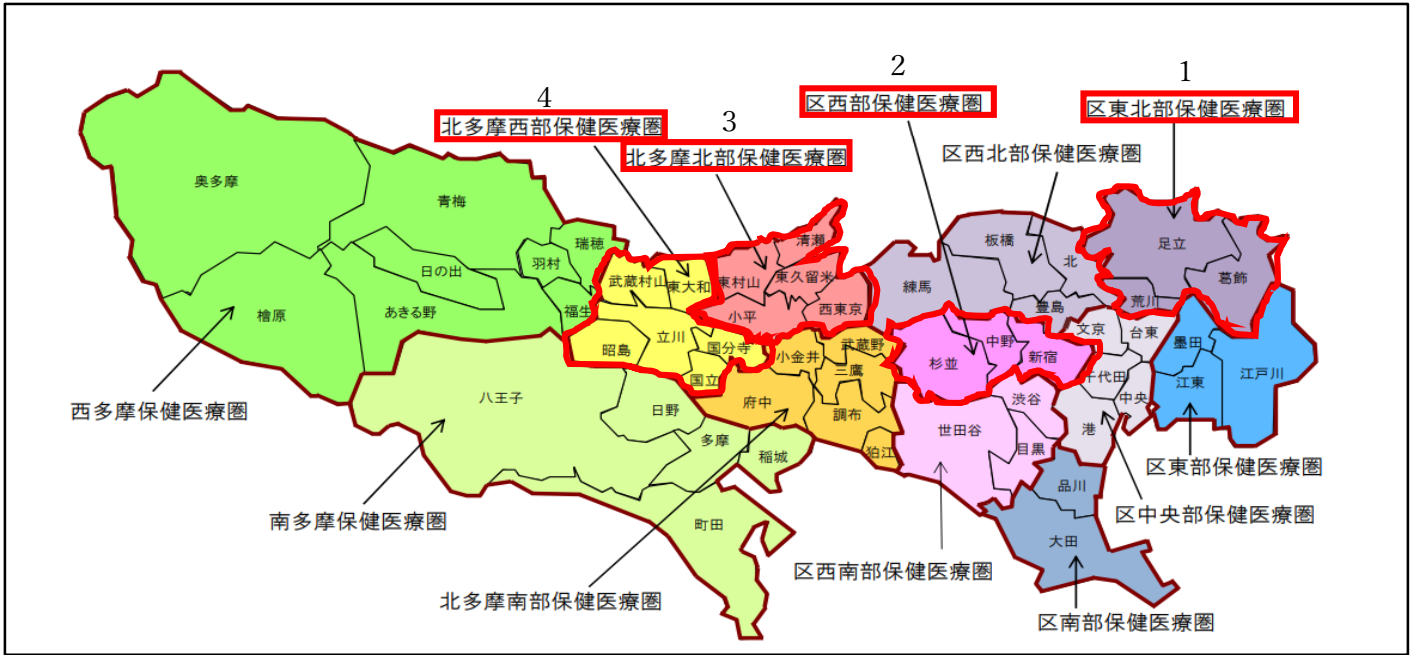 1
2
区西部保健医療圏
区東北部保健医療圏
4
3
北多摩西部保健医療圏
北多摩北部保健医療圏
区西北部保健医療圏
奥多摩
青梅
瑞穂
羽村
日の出
福生
あきる野
檜原
武蔵村山
東大和
昭島
立川
国分寺
国立
清瀬
東村山
東久留米
小平
西東京
板橋
北
練馬
豊島
足立
葛飾
荒川
文京
台東
墨田
江東
江戸川
千代田
中央
港
中野
杉並
新宿
渋谷
世田谷
目黒
品川
大田
小金井
武蔵野
三鷹
府中
調布
狛江
八王子
日野
多摩
稲城
町田
西多摩保健医療圏
南多摩保健医療圏
北多摩南部保健医療圏
区西南部保健医療圏
区東部保健医療圏
区中央部保健医療圏
区南部保健医療圏